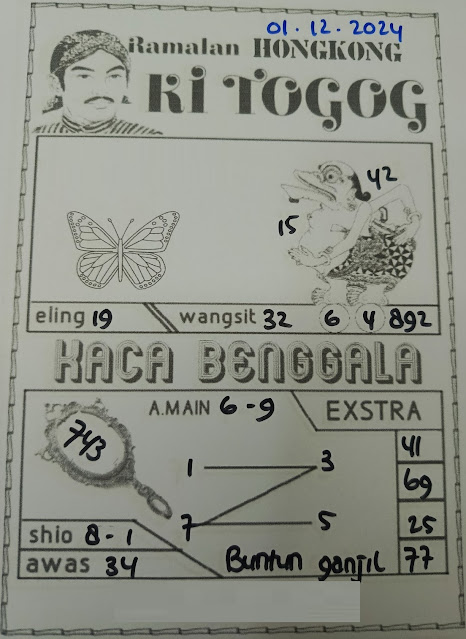 01.12.2024
Ramalan HONGKONG
KI TOGOG
42
15
eling 19 wangsit 32 6 4 892
KACA BENGGALA
A.MAIN 6-9 EXSTRA
743
41
1 3
69
7 5
25
shio 8-1
awas 34 Buntun ganjil 77